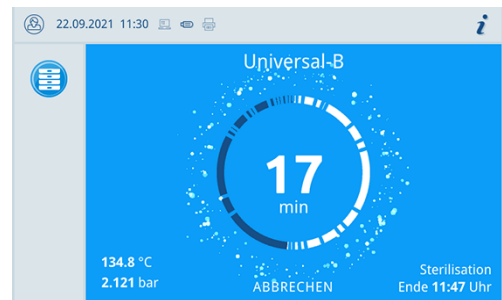 22.09.2021 11:30
i
Universal-B
17
min
134.8 °C
2.121 bar
ABBRECHEN
Sterilisation
Ende 11:47 Uhr